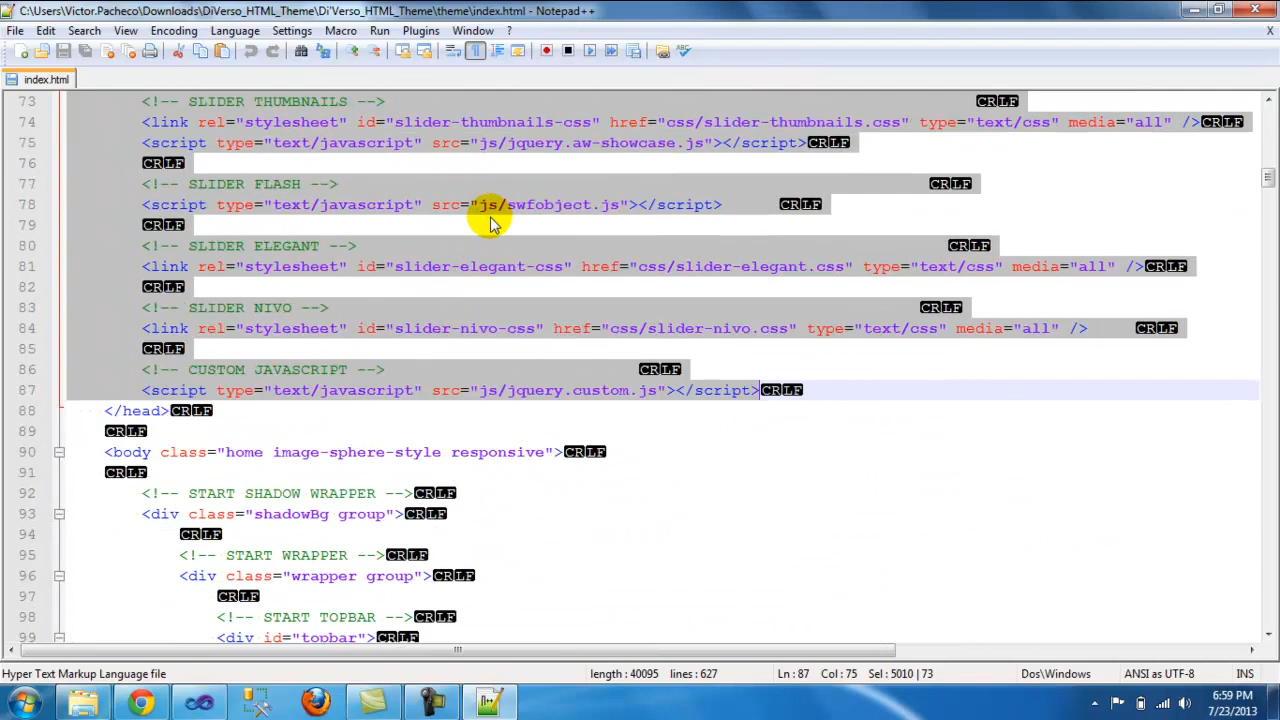 C:\Users\Victor.Pacheco\Downloads\DiVerso_HTML_Theme\Di'Verso_HTML_Theme\theme\index.html - Notepad++
File Edit Search View Encoding Language Settings Macro Run Plugins Window ?
index.html
73 <!-- SLIDER THUMBNAILS --> CRLF
74 <link rel="stylesheet" id="slider-thumbnails-css" href="css/slider-thumbnails.css" type="text/css" media="all" />CRLF
75 <script type="text/javascript" src="js/jquery.aw-showcase.js"></script>CRLF
76 CRLF
77 <!-- SLIDER FLASH --> CRLF
78 <script type="text/javascript" src="js/swfobject.js"></script> CRLF
79 CRLF
80 <!-- SLIDER ELEGANT --> CRLF
81 <link rel="stylesheet" id="slider-elegant-css" href="css/slider-elegant.css" type="text/css" media="all" />CRLF
82 CRLF
83 <!-- SLIDER NIVO --> CRLF
84 <link rel="stylesheet" id="slider-nivo-css" href="css/slider-nivo.css" type="text/css" media="all" /> CRLF
85 CRLF
86 <!-- CUSTOM JAVASCRIPT --> CRLF
87 <script type="text/javascript" src="js/jquery.custom.js"></script>CRLF
88 </head>CRLF
89 CRLF
90 <body class="home image-sphere-style responsive">CRLF
91 CRLF
92 <!-- START SHADOW WRAPPER -->CRLF
93 <div class="shadowBg group">CRLF
94 CRLF
95 <!-- START WRAPPER -->CRLF
96 <div class="wrapper group">CRLF
97 CRLF
98 <!-- START TOPBAR -->CRLF
99 <div id="topbar">CRLF
Hyper Text Markup Language file length : 40095 lines : 627 Ln : 87 Col : 75 Sel : 5010 | 73 Dos\Windows ANSI as UTF-8 INS
6:59 PM
7/23/2013